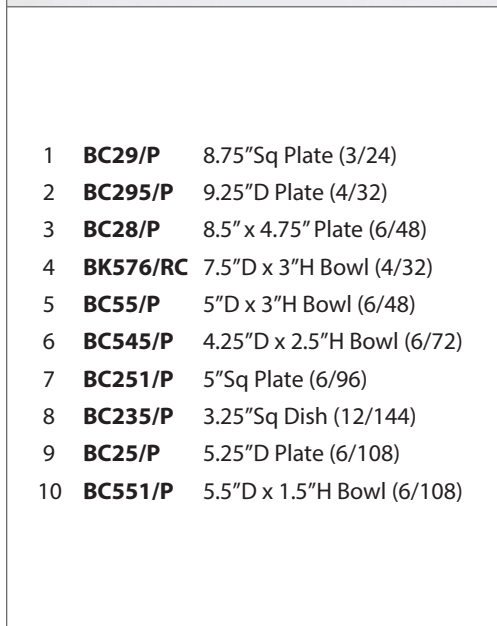 1 BC29/P 8.75”Sq Plate (3/24)
2 BC295/P 9.25”D Plate (4/32)
3 BC28/P 8.5” x 4.75” Plate (6/48)
4 BK576/RC 7.5”D x 3”H Bowl (4/32)
5 BC55/P 5”D x 3”H Bowl (6/48)
6 BC545/P 4.25”D x 2.5”H Bowl (6/72)
7 BC251/P 5”Sq Plate (6/96)
8 BC235/P 3.25”Sq Dish (12/144)
9 BC25/P 5.25”D Plate (6/108)
10 BC551/P 5.5”D x 1.5”H Bowl (6/108)